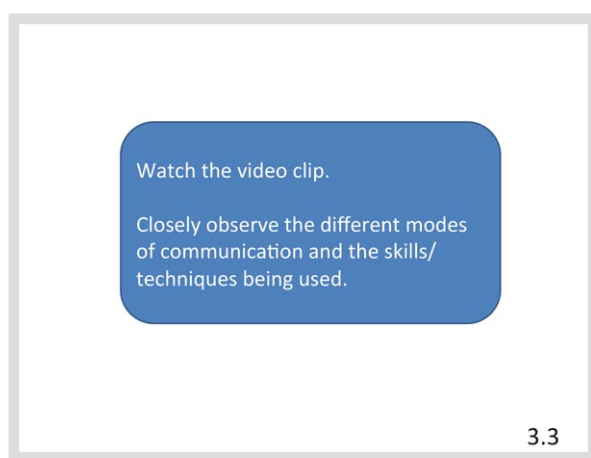 Watch the video clip.
Closely observe the different modes
of communication and the skills/
techniques being used.
3.3